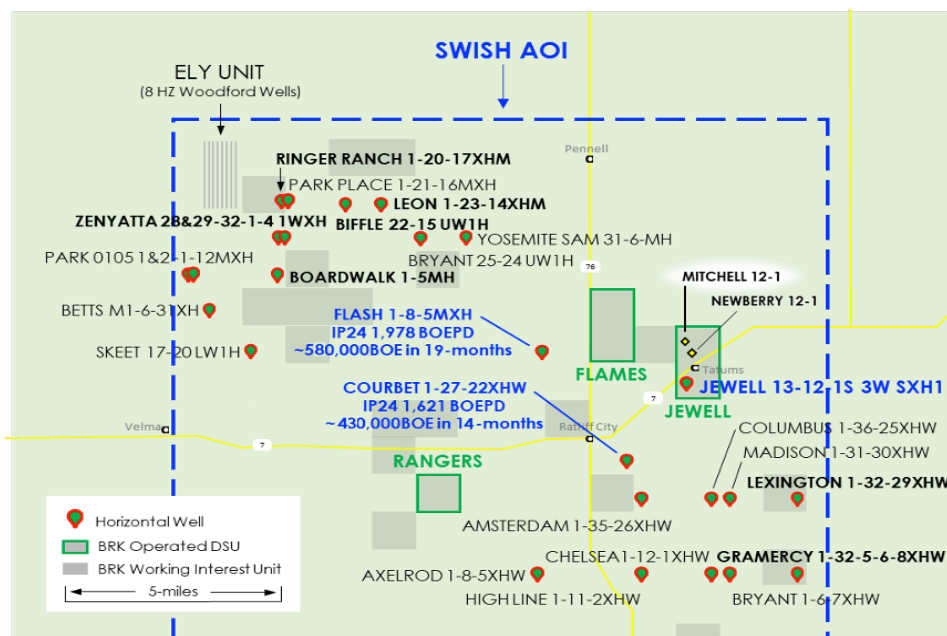 SWISH AOI
ELY UNIT
(8 HZ Woodford Wells)
Pennell
RINGER RANCH 1-20-17XHM
PARK PLACE 1-21-16MXH
LEON 1-23-14XHM
ZENYATTA 28&29-32-1-4 1WXH
BIFFLE 22-15 UW1H
YOSEMITE SAM 31-6-MH
PARK 0105 1&2-1-12MXH
BRYANT 25-24 UW1H
76
BOARDWALK 1-5MH
MITCHELL 12-1
NEWBERRY 12-1
BETTS M1-6-31XH
FLASH 1-8-5MXH
IP24 1,978 BOEPD
~580,000BOE in 19-months
SKEET 17-20 LW1H
FLAMES
Tatums
COURBET 1-27-22XHW
IP24 1,621 BOEPD
~430,000BOE in 14-months
JEWELL 13-12-1S 3W SXH1
7
JEWELL
Velma
Ratliff City
COLUMBUS 1-36-25XHW
7
MADISON 1-31-30XHW
RANGERS
LEXINGTON 1-32-29XHW
AMSTERDAM 1-35-26XHW
CHELSEA1-12-1XHW
GRAMERCY 1-32-5-6-8XHW
AXELROD 1-8-5XHW
HIGH LINE 1-11-2XHW
BRYANT 1-6-7XHW
Horizontal Well
BRK Operated DSU
BRK Working Interest Unit
5-miles